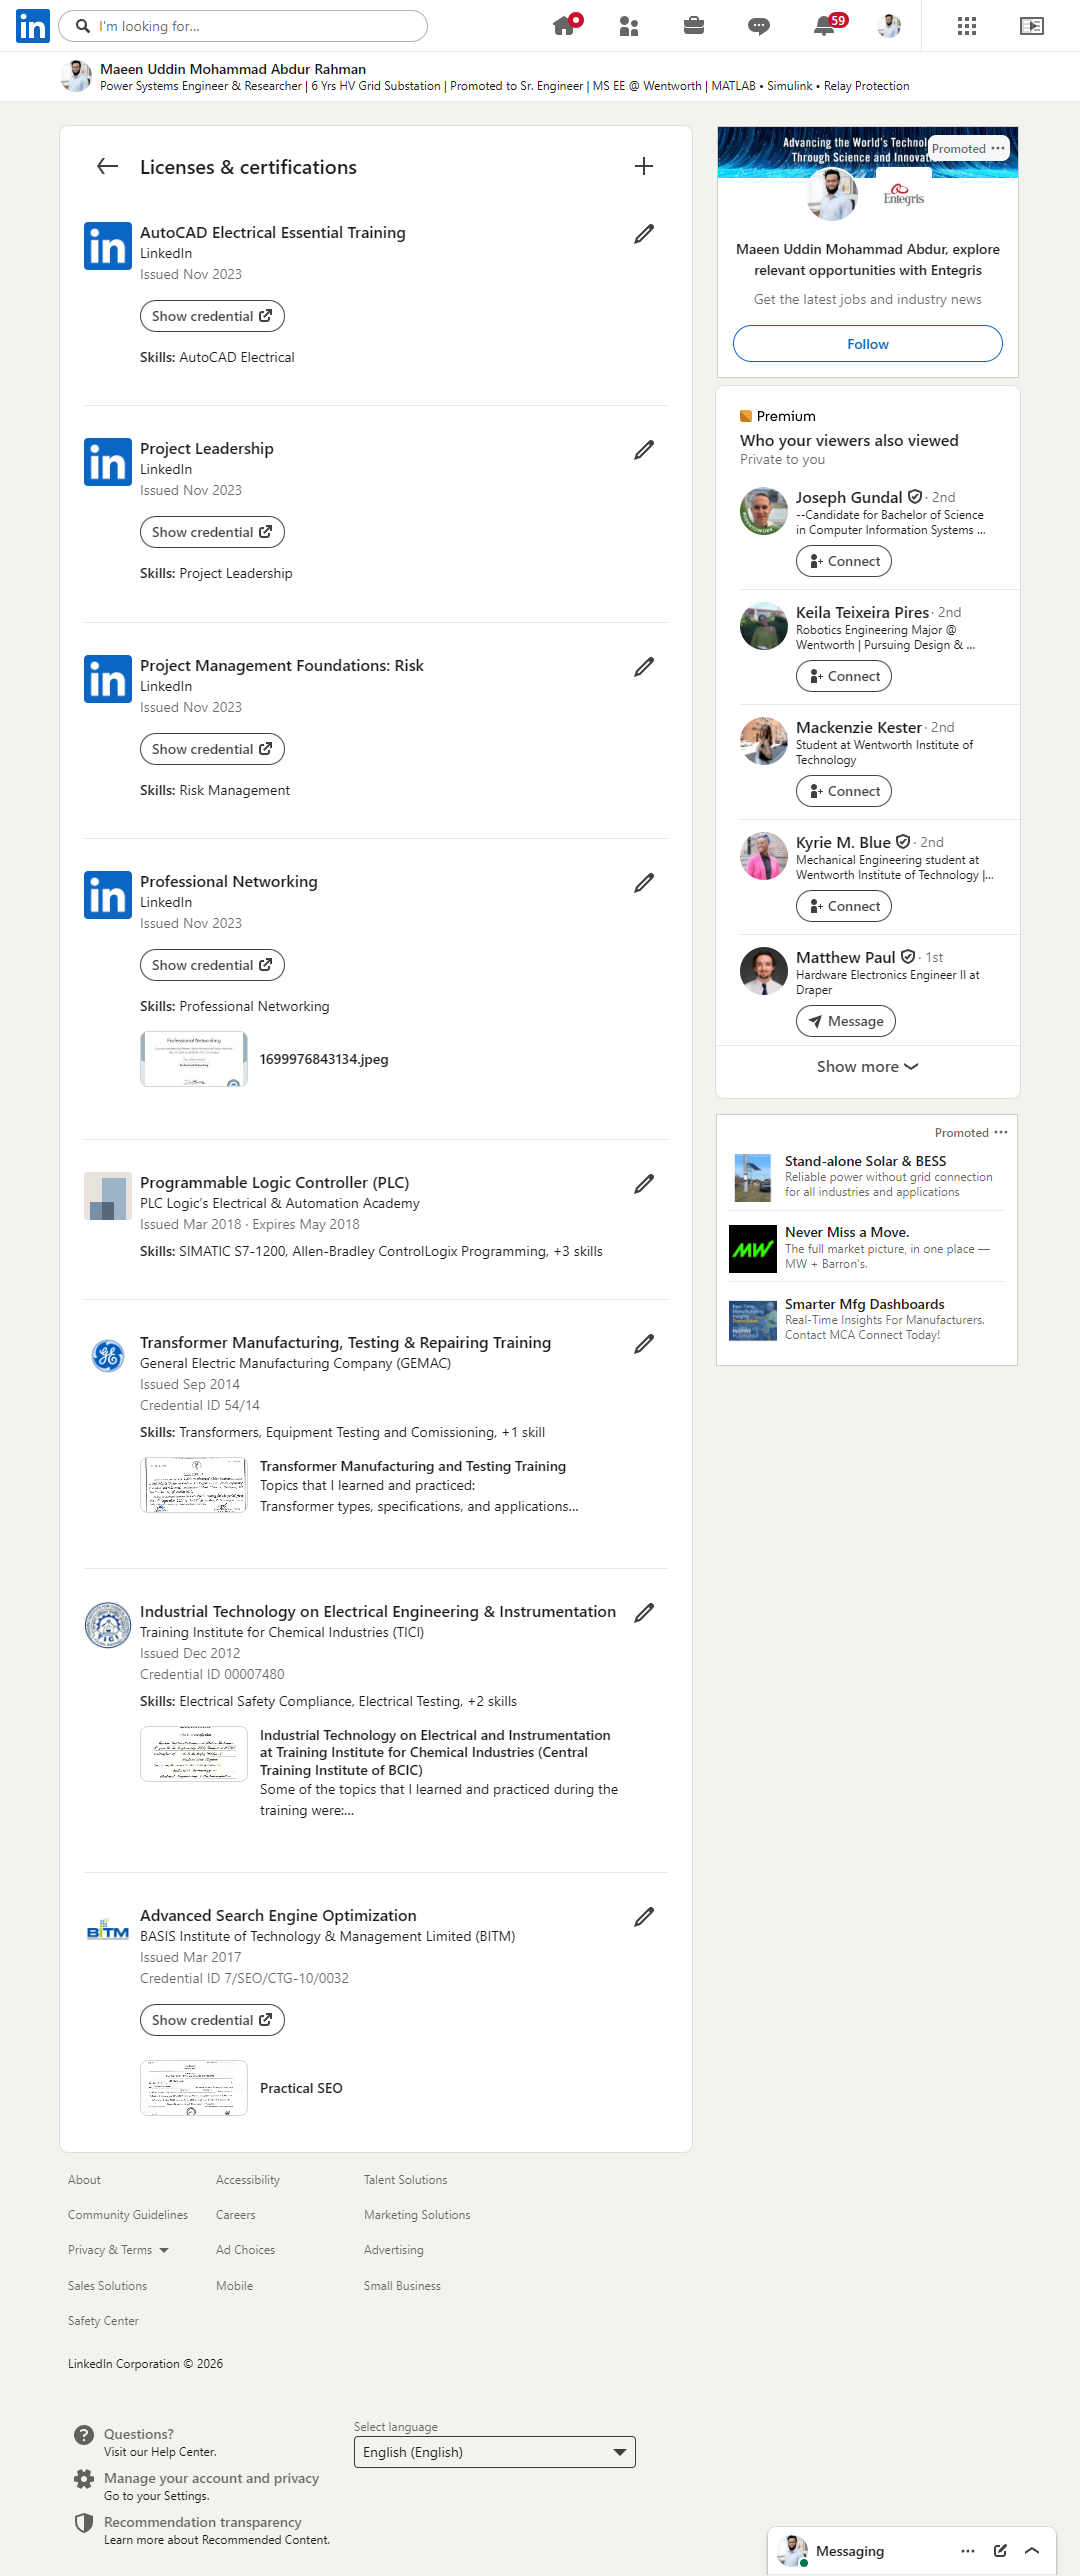 in
I'm looking for...
59
Maeen Uddin Mohammad Abdur Rahman
Power Systems Engineer & Researcher | 6 Yrs HV Grid Substation | Promoted to Sr. Engineer | MS EE @ Wentworth | MATLAB • Simulink • Relay Protection
Licenses & certifications
in
AutoCAD Electrical Essential Training
LinkedIn
Issued Nov 2023
Show credential
Skills: AutoCAD Electrical
in
Project Leadership
LinkedIn
Issued Nov 2023
Show credential
Skills: Project Leadership
in
Project Management Foundations: Risk
LinkedIn
Issued Nov 2023
Show credential
Skills: Risk Management
in
Professional Networking
LinkedIn
Issued Nov 2023
Show credential
Skills: Professional Networking
Professional Networking
1699976843134.jpeg
Programmable Logic Controller (PLC)
PLC Logic's Electrical & Automation Academy
Issued Mar 2018 · Expires May 2018
Skills: SIMATIC S7-1200, Allen-Bradley ControlLogix Programming, +3 skills
Transformer Manufacturing, Testing & Repairing Training
General Electric Manufacturing Company (GEMAC)
Issued Sep 2014
Credential ID 54/14
Skills: Transformers, Equipment Testing and Comissioning, +1 skill
Transformer Manufacturing and Testing Training
Topics that I learned and practiced:
Transformer types, specifications, and applications...
TICI
Industrial Technology on Electrical Engineering & Instrumentation
Training Institute for Chemical Industries (TICI)
Issued Dec 2012
Credential ID 00007480
Skills: Electrical Safety Compliance, Electrical Testing, +2 skills
Industrial Technology on Electrical and Instrumentation
at Training Institute for Chemical Industries (Central
Training Institute of BCIC)
Some of the topics that I learned and practiced during the
training were:...
BITM
Advanced Search Engine Optimization
BASIS Institute of Technology & Management Limited (BITM)
Issued Mar 2017
Credential ID 7/SEO/CTG-10/0032
Show credential
Practical SEO
Advancing the World's Technol
Through Science and Innovat
Promoted
Entegris
Maeen Uddin Mohammad Abdur, explore
relevant opportunities with Entegris
Get the latest jobs and industry news
Follow
Premium
Who your viewers also viewed
Private to you
Joseph Gundal · 2nd
--Candidate for Bachelor of Science
in Computer Information Systems ...
Connect
Keila Teixeira Pires · 2nd
Robotics Engineering Major @
Wentworth | Pursuing Design & ...
Connect
Mackenzie Kester · 2nd
Student at Wentworth Institute of
Technology
Connect
Kyrie M. Blue · 2nd
Mechanical Engineering student at
Wentworth Institute of Technology |...
Connect
Matthew Paul · 1st
Hardware Electronics Engineer II at
Draper
Message
Show more
Promoted
Stand-alone Solar & BESS
Reliable power without grid connection
for all industries and applications
MW
Never Miss a Move.
The full market picture, in one place —
MW + Barron's.
Smarter Mfg Dashboards
Real-Time Insights For Manufacturers.
Contact MCA Connect Today!
About
Accessibility
Talent Solutions
Community Guidelines
Careers
Marketing Solutions
Privacy & Terms
Ad Choices
Advertising
Sales Solutions
Mobile
Small Business
Safety Center
LinkedIn Corporation © 2026
Questions?
Visit our Help Center.
Manage your account and privacy
Go to your Settings.
Recommendation transparency
Learn more about Recommended Content.
Select language
English (English)
Messaging